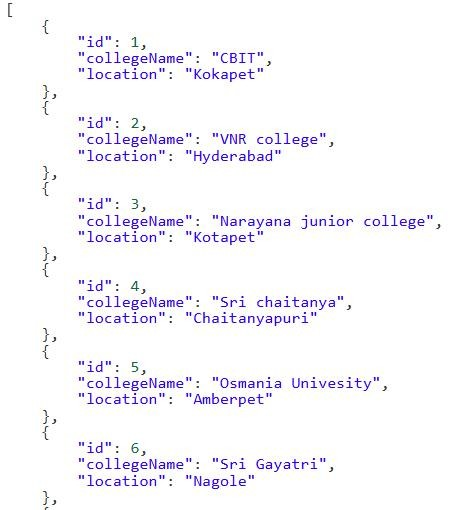 [
{
"id": 1,
"collegeName": "CBIT",
"location": "Kokapet"
},
{
"id": 2,
"collegeName": "VNR college",
"location": "Hyderabad"
},
{
"id": 3,
"collegeName": "Narayana junior college",
"location": "Kotapet"
},
{
"id": 4,
"collegeName": "Sri chaitanya",
"location": "Chaitanyapuri"
},
{
"id": 5,
"collegeName": "Osmania Univesity",
"location": "Amberpet"
},
{
"id": 6,
"collegeName": "Sri Gayatri",
"location": "Nagole"
},
{